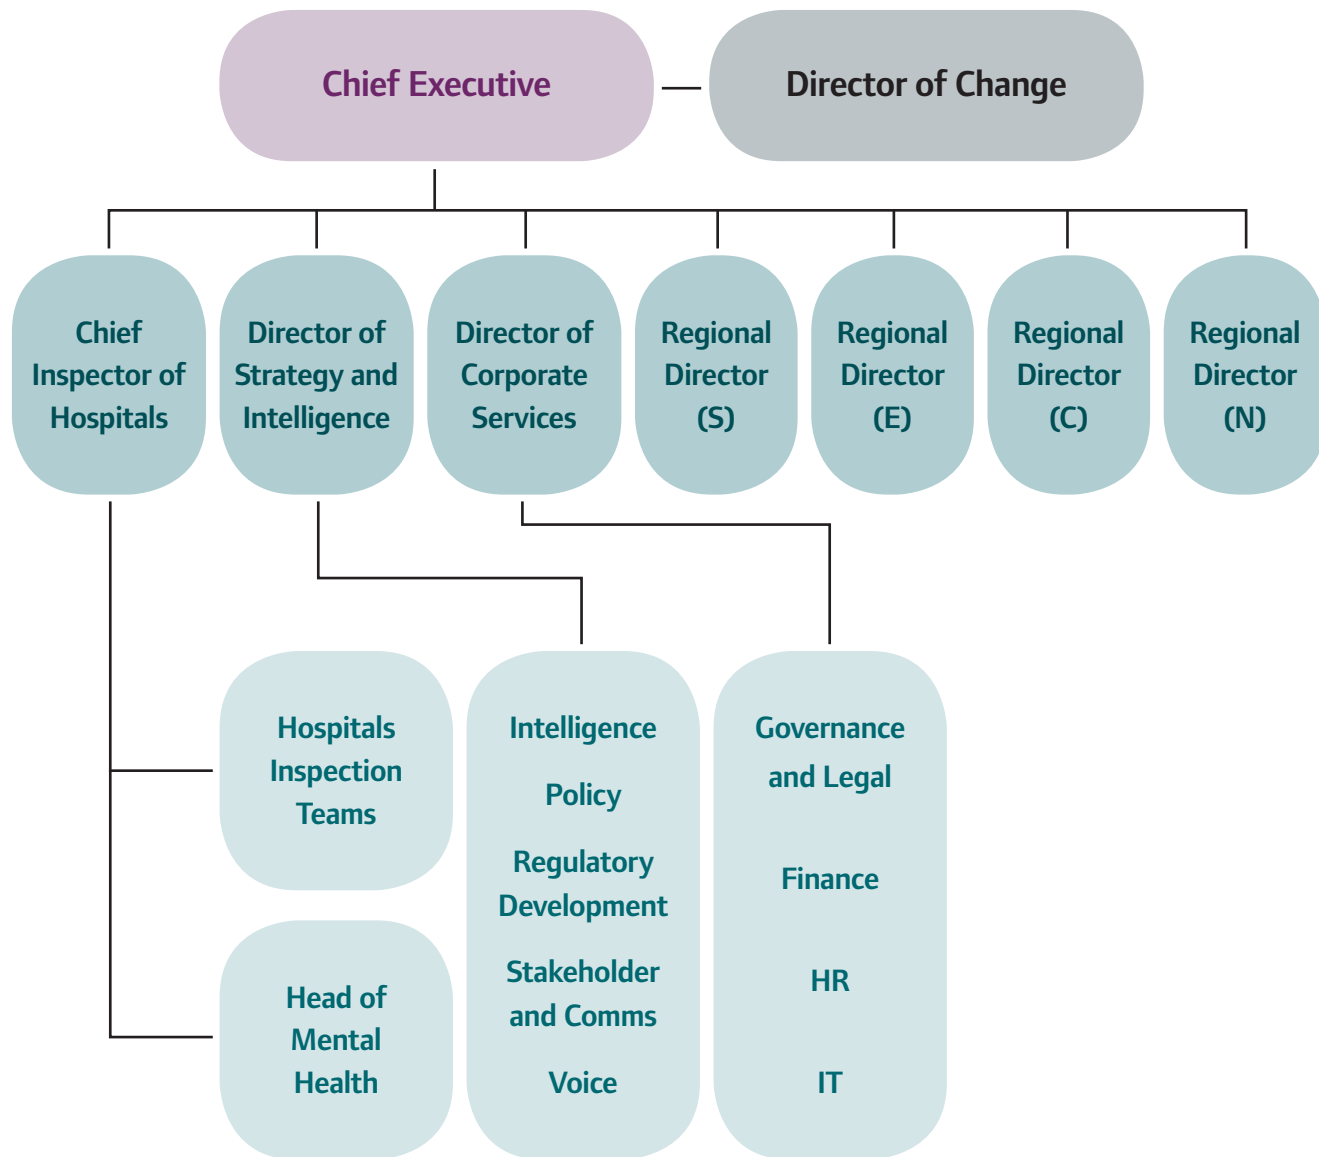 Chief Executive
Director of Change
Chief
Inspector of
Hospitals
Director of
Strategy and
Intelligence
Director of
Corporate
Services
Regional
Director
(S)
Regional
Director
(E)
Regional
Director
(C)
Regional
Director
(N)
Hospitals
Inspection
Teams
Head of
Mental
Health
Intelligence
Policy
Regulatory
Development
Stakeholder
and Comms
Voice
Governance
and Legal
Finance
HR
IT